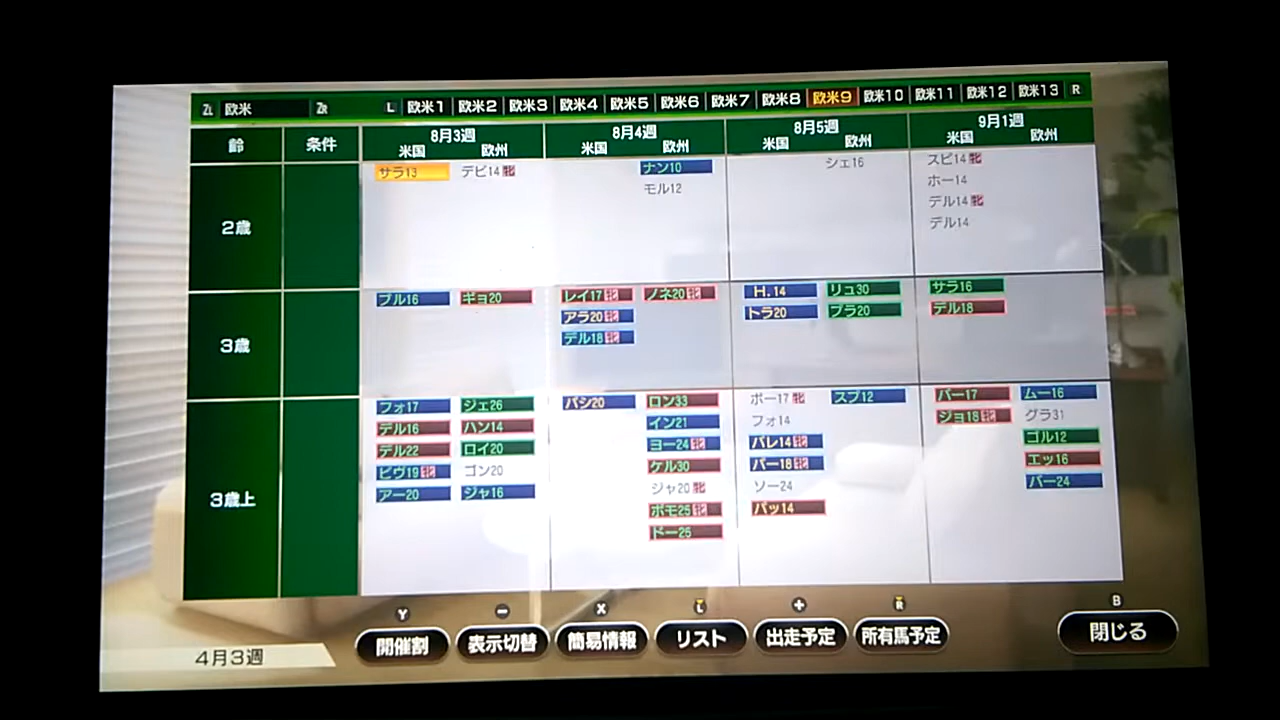 ZL 欧米 ZR L 欧米1 欧米2 欧米3 欧米4 欧米5 欧米6 欧米7 欧米8 欧米9 欧米10 欧米11 欧米12 欧米13 R
齢 条件 8月3週 8月4週 8月5週 9月1週
米国 欧州 米国 欧州 米国 欧州 米国 欧州
2歳
サラ13 デビ14牝 ナン10 シェ16 スピ14牝
モル12 ホー14
デル14牝
デル14
3歳
ブル16 ギョ20 レイ17牝 ノネ20牝 H.14 リュ30 サラ16
アラ20牝 トラ20 ブラ20 デル18
デル18牝
3歳上
フォ17 ジェ26 パシ20 ロン33 ボー17牝 スプ12 バー17 ムー16
デル16 ハン14 イン21 フォ14 ジョ18牝 グラ31
デル22 ロイ20 ヨー24牝 バレ14牝 ゴル12
ビヴ19牝 ゴン20 ケル30 バー18牝 エッ16
アー20 ジャ16 ジャ20牝 ソー24 バー24
ポモ25牝 パッ14
ドー25
4月3週
Y 開催割
− 表示切替
X 簡易情報
L リスト
+ 出走予定
R 所有馬予定
B 閉じる